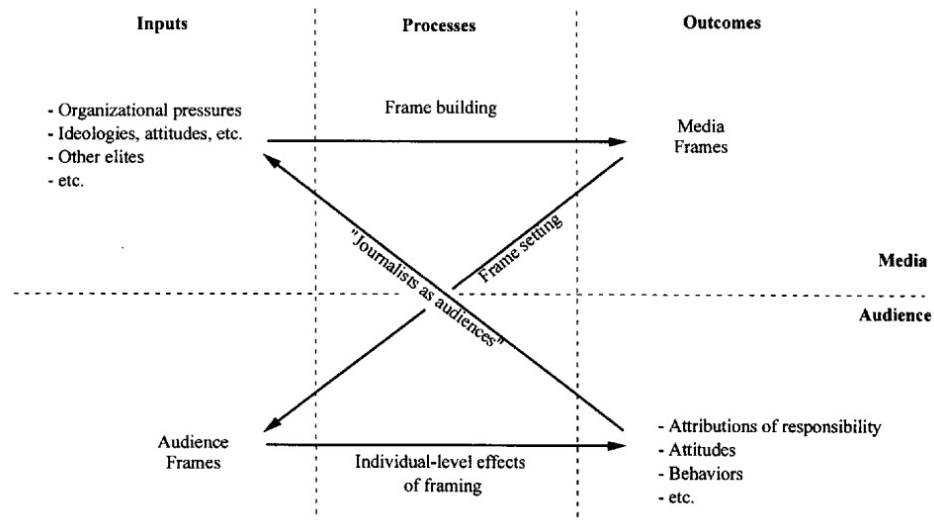 Inputs
Processes
Outcomes
- Organizational pressures
- Ideologies, attitudes, etc.
- Other elites
- etc.
Frame building
Media
Frames
"Journalists as audiences"
Frame setting
Media
Audience
Audience
Frames
Individual-level effects
of framing
- Attributions of responsibility
- Attitudes
- Behaviors
- etc.